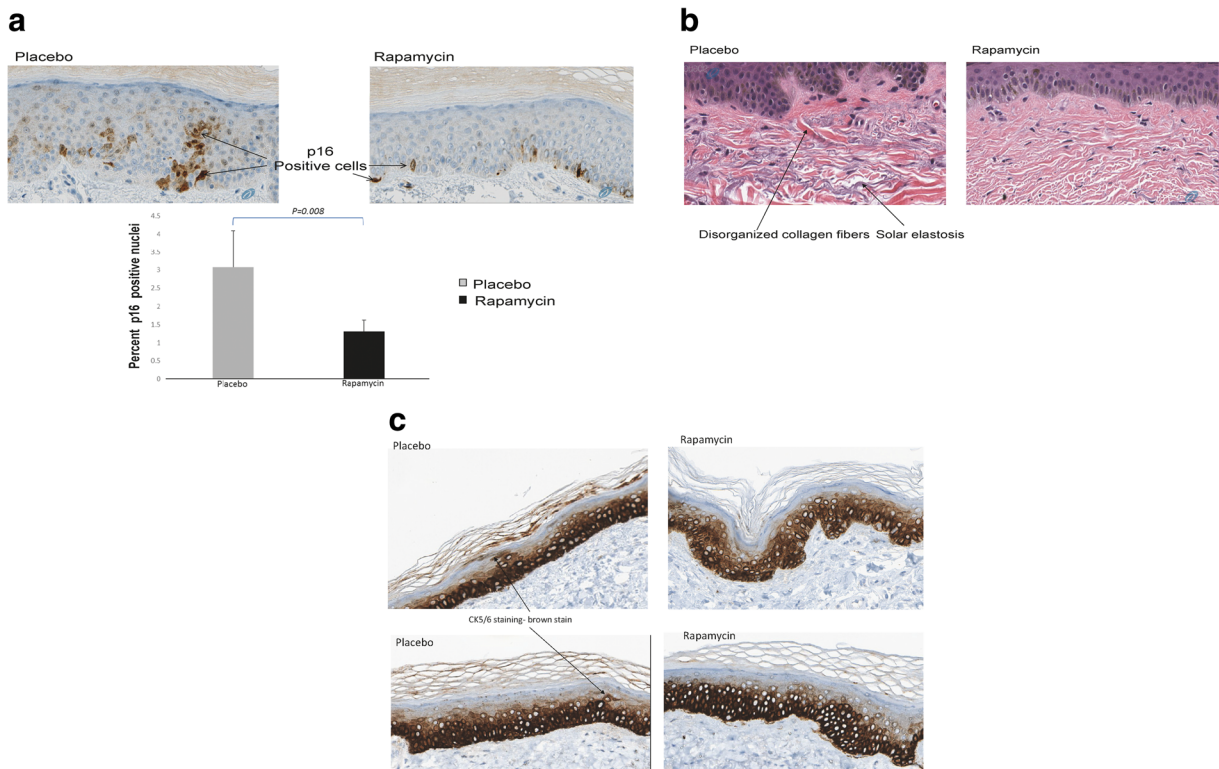 a
Placebo
Rapamycin
p16
Positive cells
P=0.008
Percent p16 positive nuclei
4.5
4
3.5
3
2.5
2
1.5
1
0.5
0
Placebo
Rapamycin
Placebo
Rapamycin
b
Placebo
Rapamycin
Disorganized collagen fibers Solar elastosis
c
Placebo
Rapamycin
CK5/6 staining- brown stain
Placebo
Rapamycin